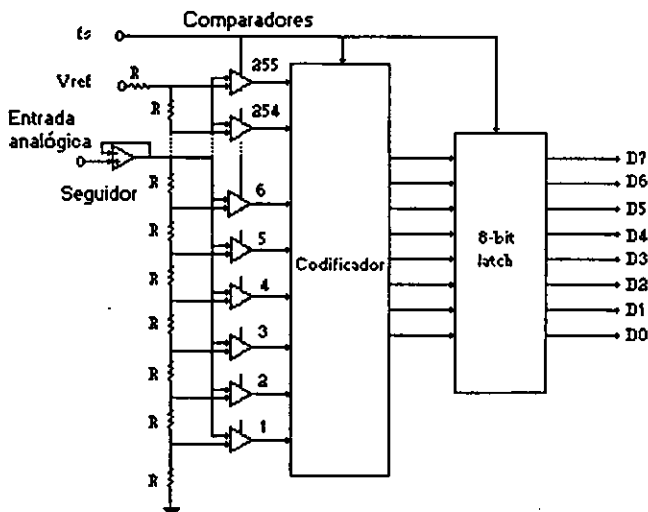 Comparadores
fs
Vref
R
255
R
254
Entrada
analógica
Seguidor
R
6
R
5
R
4
R
3
R
2
R
1
R
Codificador
8-bit
latch
D7
D6
D5
D4
D3
D2
D1
D0